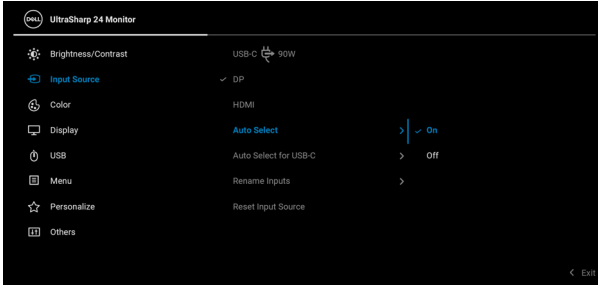 DELL UltraSharp 24 Monitor
Brightness/Contrast USB-C 90W
Input Source DP
Color HDMI
Display Auto Select On
USB Auto Select for USB-C Off
Menu Rename Inputs
Personalize Reset Input Source
Others
Exit